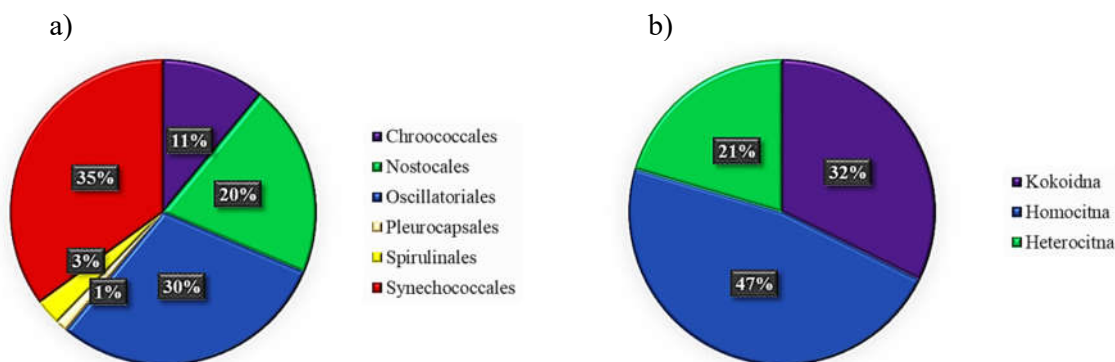 a)
11%
20%
30%
1%
3%
35%
Chroococcales
Nostocales
Oscillatoriales
Pleurocapsales
Spirulinales
Synechococcales
b)
32%
47%
21%
Kokoidna
Homocitna
Heterocitna